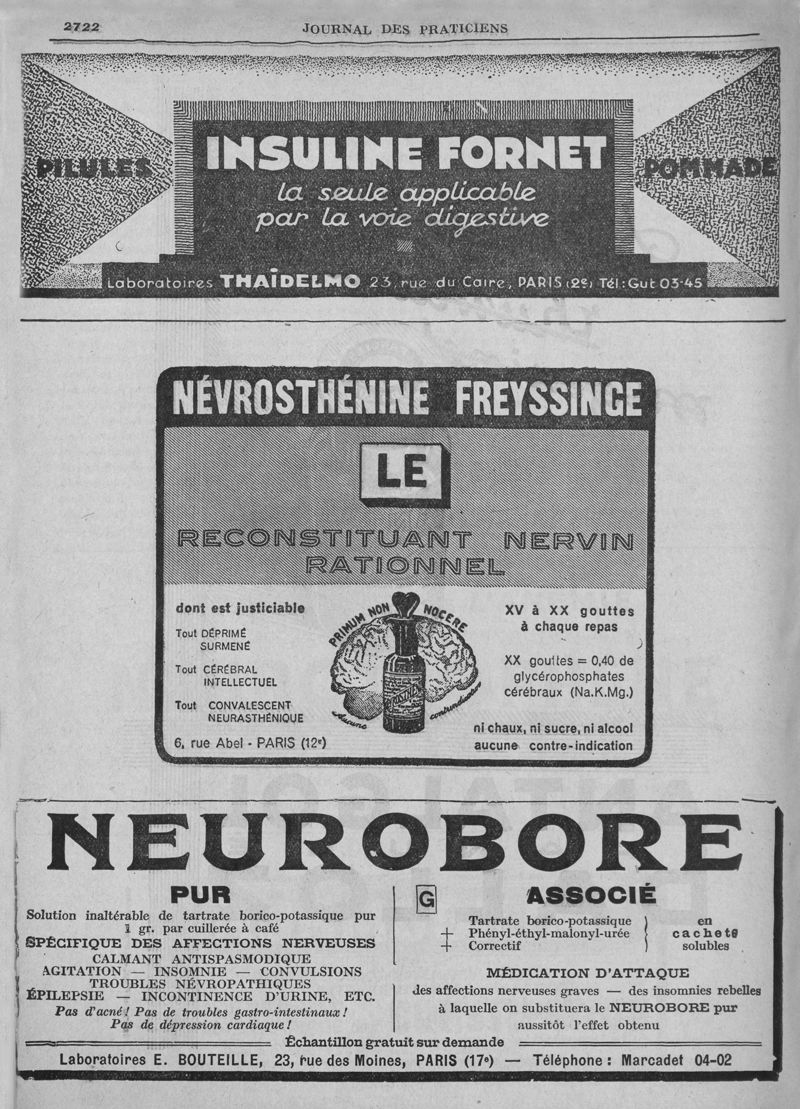 2722
JOURNAL DES PRATICIENS
PILULES
INSULINE FORNET
la seule applicable
par la voie digestive
POMMADE
Laboratoires THAÏDELMO 23, rue du Caire, PARIS (2e) Tél: Gut 03-45
NÉVROSTHÉNINE FREYSSINGE
LE
RECONSTITUANT NERVIN
RATIONNEL
dont est justiciable
Tout DÉPRIMÉ
SURMENÉ
Tout CÉRÉBRAL
INTELLECTUEL
Tout CONVALESCENT
NEURASTHÉNIQUE
6, rue Abel - PARIS (12e)
PRIMUM NON NOCERE
Aucune contreindication
XV à XX gouttes
à chaque repas
XX gouttes = 0,40 de
glycérophosphates
cérébraux (Na.K.Mg.)
ni chaux, ni sucre, ni alcool
aucune contre-indication
NEUROBORE
PUR
Solution inaltérable de tartrate borico-potassique pur
1 gr. par cuillerée à café
SPÉCIFIQUE DES AFFECTIONS NERVEUSES
CALMANT ANTISPASMODIQUE
AGITATION — INSOMNIE — CONVULSIONS
TROUBLES NÉVROPATHIQUES
ÉPILEPSIE — INCONTINENCE D'URINE, ETC.
Pas d'acné! Pas de troubles gastro-intestinaux!
Pas de dépression cardiaque!
G
ASSOCIÉ
Tartrate borico-potassique
+ Phényl-éthyl-malonyl-urée
+ Correctif
en
cachets
solubles
MÉDICATION D'ATTAQUE
des affections nerveuses graves — des insomnies rebelles
à laquelle on substituera le NEUROBORE pur
aussitôt l'effet obtenu
Échantillon gratuit sur demande
Laboratoires E. BOUTEILLE, 23, rue des Moines, PARIS (17e) — Téléphone: Marcadet 04-02